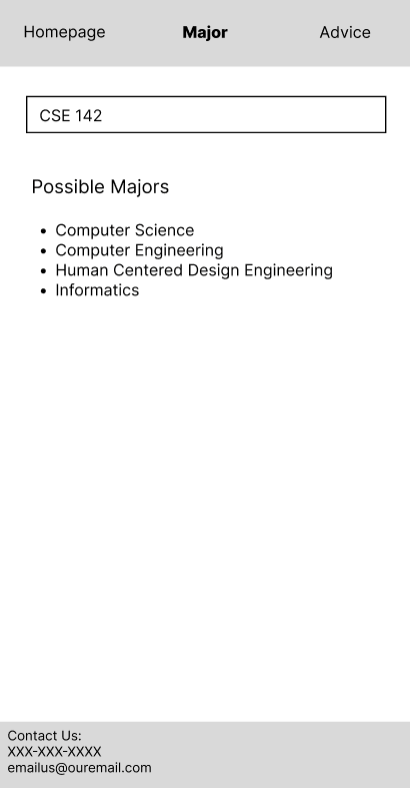 Homepage Major Advice
CSE 142
Possible Majors
• Computer Science
• Computer Engineering
• Human Centered Design Engineering
• Informatics
Contact Us:
XXX-XXX-XXXX
emailus@ouremail.com